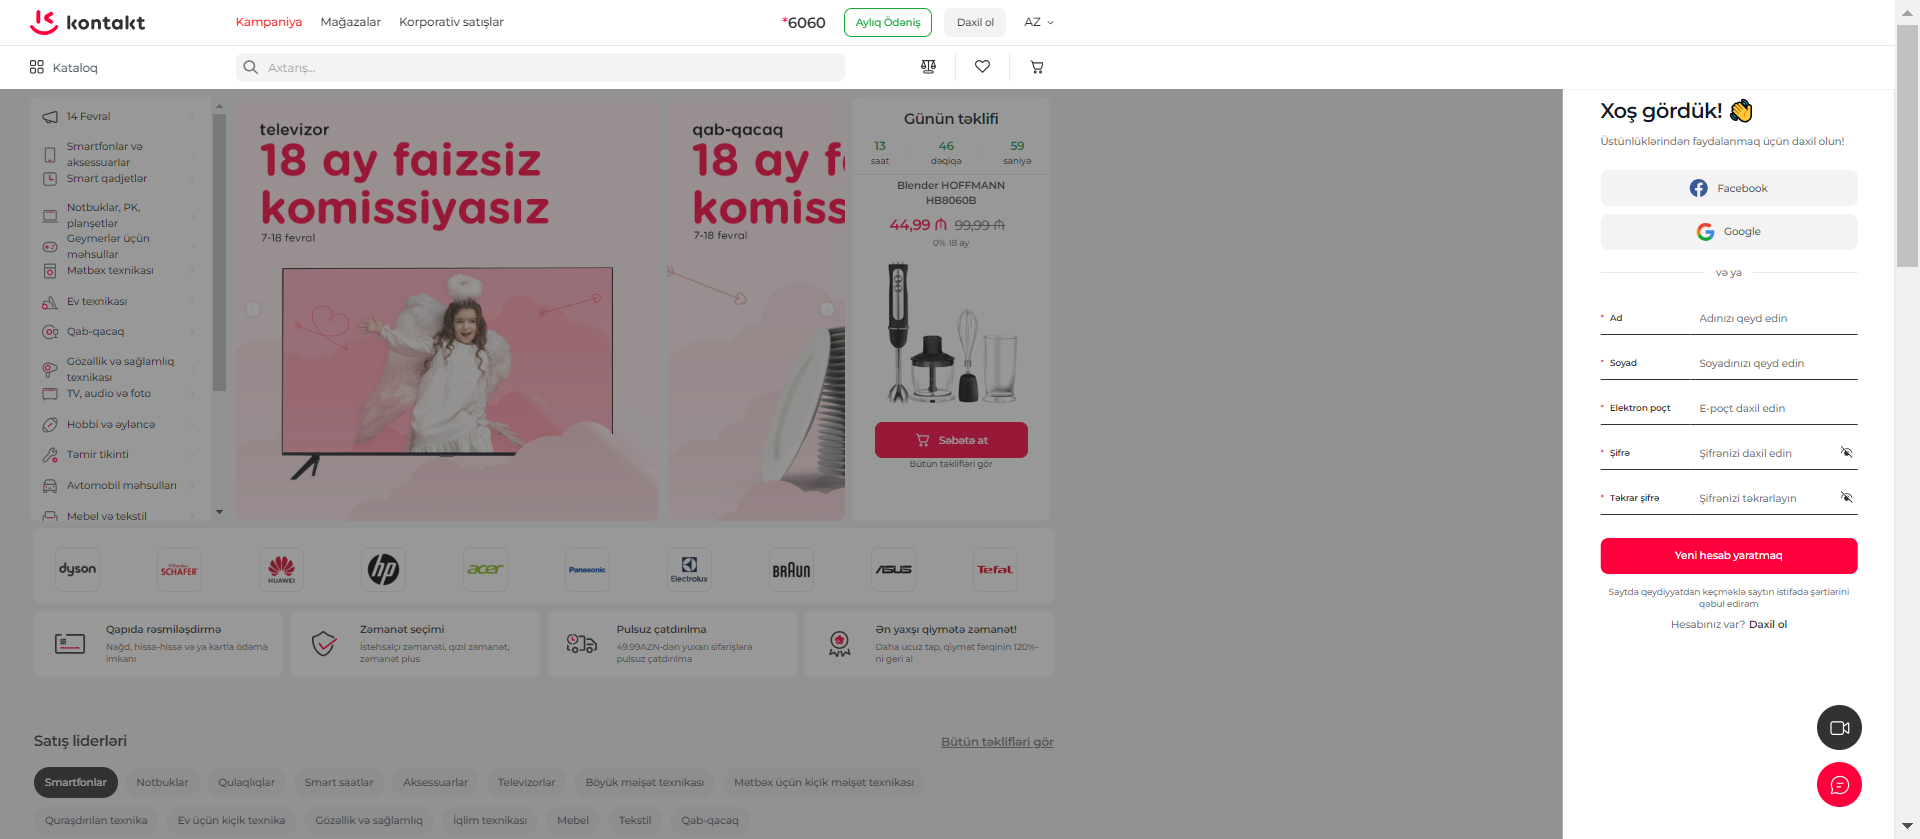 kontakt
Kampaniya
Mağazalar
Korporativ satışlar
*6060
Aylıq Ödəniş
Daxil ol
AZ
Kataloq
Axtarış...
14 Fevral
Smartfonlar və
aksessuarlar
Smart qadjetlər
Notbuklar, PK,
planşetlər
Geymerlər üçün
məhsullar
Mətbəx texnikası
Ev texnikası
Qab-qacaq
Gözəllik və sağlamlıq
texnikası
TV, audio və foto
Hobbi və əyləncə
Təmir tikinti
Avtomobil məhsulları
Mebel və tekstil
televizor
18 ay faizsiz
komissiyasız
7-18 fevral
qab-qacaq
18 ay fa
komiss
7-18 fevral
Günün təklifi
13
46
59
saat
dəqiqə
saniyə
Blender HOFFMANN
HB8060B
44,99 ₼ 99,99 ₼
0% 18 ay
Səbətə at
Bütün təklifləri gör
dyson
SCHAFER
HUAWEI
hp
acer
Panasonic
Electrolux
BRAUN
ASUS
Tefal
Qapıda rəsmiləşdirmə
Nağd, hissə-hissə və ya kartla ödəmə
imkanı
Zəmanət seçimi
İstehsalçı zəmanəti, qızıl zəmanət,
zəmanət plus
Pulsuz çatdırılma
49.99AZN-dən yuxarı sifarişlərə
pulsuz çatdırılma
Ən yaxşı qiymətə zəmanət!
Daha ucuz tap, qiymət fərqinin 120%-
ni geri al
Satış liderləri
Bütün təklifləri gör
Smartfonlar
Notbuklar
Qulaqlıqlar
Smart saatlar
Aksessuarlar
Televizorlar
Böyük məişət texnikası
Mətbəx üçün kiçik məişət texnikası
Quraşdırılan texnika
Ev üçün kiçik texnika
Gözəllik və sağlamlıq
İqlim texnikası
Mebel
Tekstil
Qab-qacaq
Xoş gördük! 👏
Üstünlüklərindən faydalanmaq üçün daxil olun!
Facebook
Google
və ya
* Ad
Adınızı qeyd edin
* Soyad
Soyadınızı qeyd edin
* Elektron poçt
E-poçt daxil edin
* Şifrə
Şifrənizi daxil edin
* Təkrar şifrə
Şifrənizi təkrarlayın
Yeni hesab yaratmaq
Saytda qeydiyyatdan keçməklə saytın istifadə şərtlərini
qəbul edirəm
Hesabınız var? Daxil ol